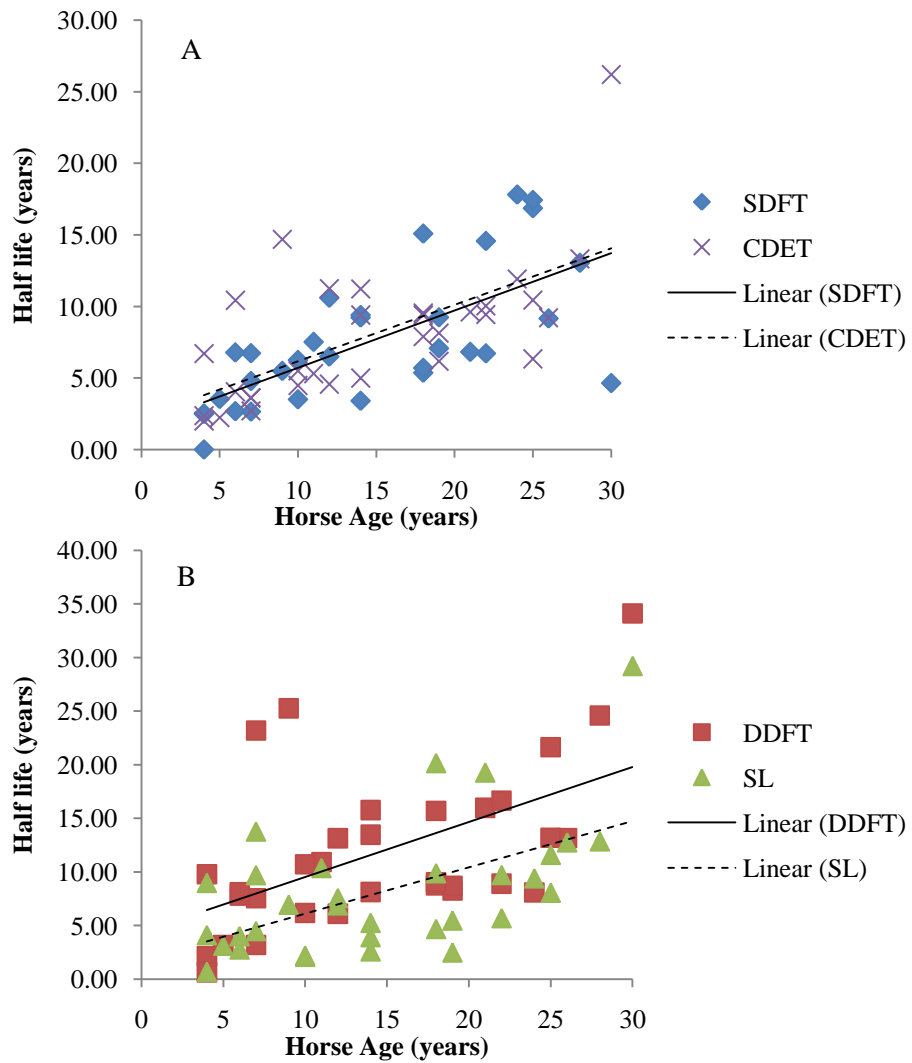 A
30.00
25.00
20.00
15.00
10.00
5.00
0.00
Half life (years)
0 5 10 15 20 25 30
Horse Age (years)
SDFT
CDET
Linear (SDFT)
Linear (CDET)
B
40.00
35.00
30.00
25.00
20.00
15.00
10.00
5.00
0.00
Half life (years)
0 5 10 15 20 25 30
Horse Age (years)
DDFT
SL
Linear (DDFT)
Linear (SL)